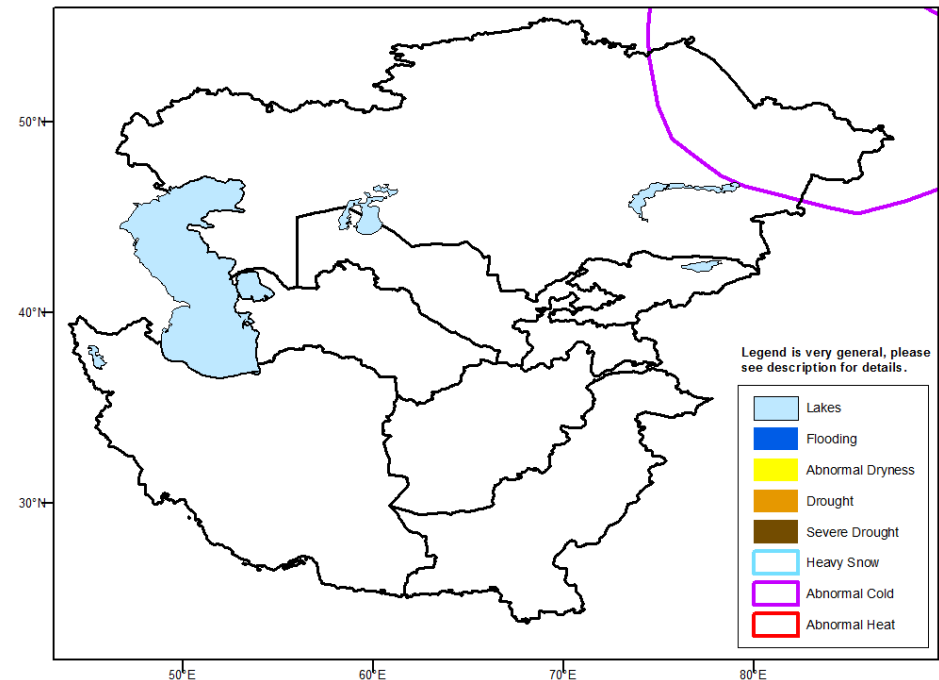 50°N
40°N
30°N
Legend is very general, please
see description for details.
Lakes
Flooding
Abnormal Dryness
Drought
Severe Drought
Heavy Snow
Abnormal Cold
Abnormal Heat
50°E
60°E
70°E
80°E